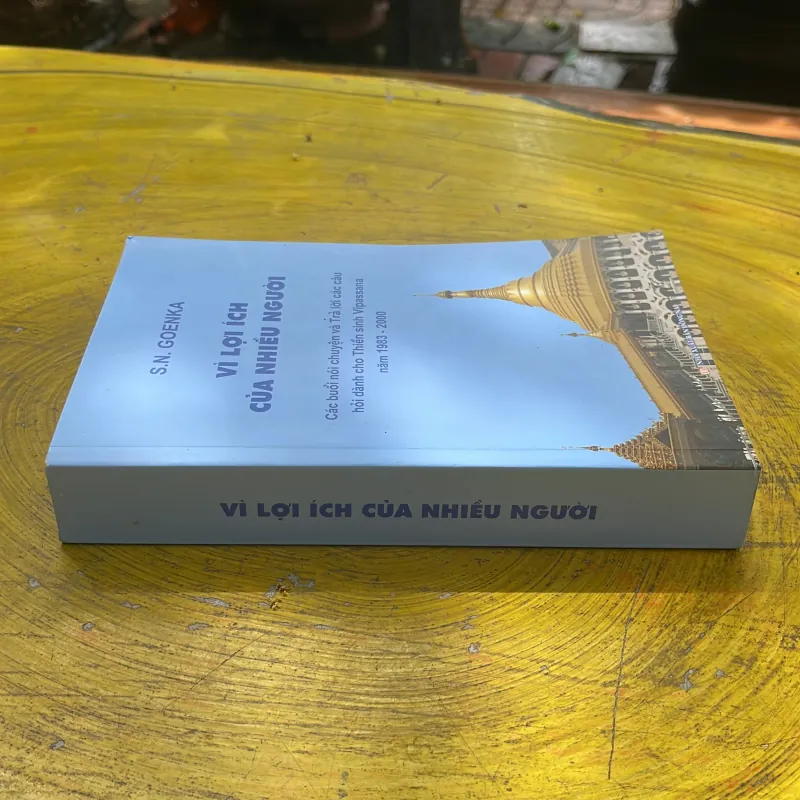 S.N. GOENKA
VÌ LỢI ÍCH
CỦA NHIỀU NGƯỜI
Các buổi nói chuyện và Trả lời các câu
hỏi dành cho Thiền sinh Vipassana
năm 1983 - 2000
VÌ LỢI ÍCH CỦA NHIỀU NGƯỜI